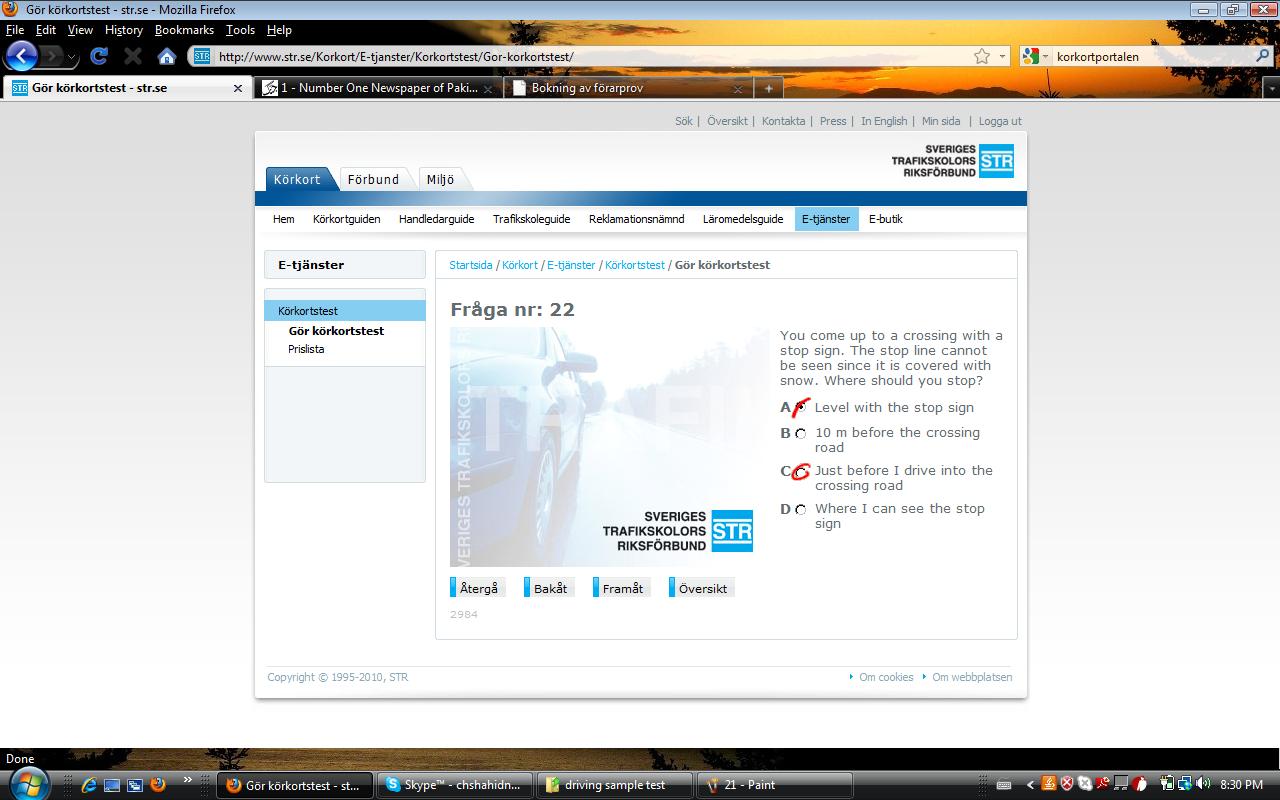 Gör körkortstest - str.se - Mozilla Firefox
File Edit View History Bookmarks Tools Help
http://www.str.se/Korkort/E-tjanster/Korkortstest/Gor-korkortstest/
korkortportalen
Gör körkortstest - str.se
1 - Number One Newspaper of Paki...
Bokning av förarprov
Sök | Översikt | Kontakta | Press | In English | Min sida | Logga ut
SVERIGES
TRAFIKSKOLORS
RIKSFÖRBUND
STR
Körkort Förbund Miljö
Hem Körkortguiden Handledarguide Trafikskoleguide Reklamationsnämnd Läromedelsguide E-tjänster E-butik
E-tjänster
Startsida / Körkort / E-tjänster / Körkortstest / Gör körkortstest
Körkortstest
Gör körkortstest
Prislista
Fråga nr: 22
You come up to a crossing with a
stop sign. The stop line cannot
be seen since it is covered with
snow. Where should you stop?
A Level with the stop sign
B 10 m before the crossing
road
C Just before I drive into the
crossing road
D Where I can see the stop
sign
SVERIGES
TRAFIKSKOLORS
RIKSFÖRBUND
STR
Återgå Bakåt Framåt Översikt
2984
Copyright © 1995-2010, STR
Om cookies Om webbplatsen
Done
Gör körkortstest - st...
Skype™ - chshahidn...
driving sample test
21 - Paint
8:30 PM